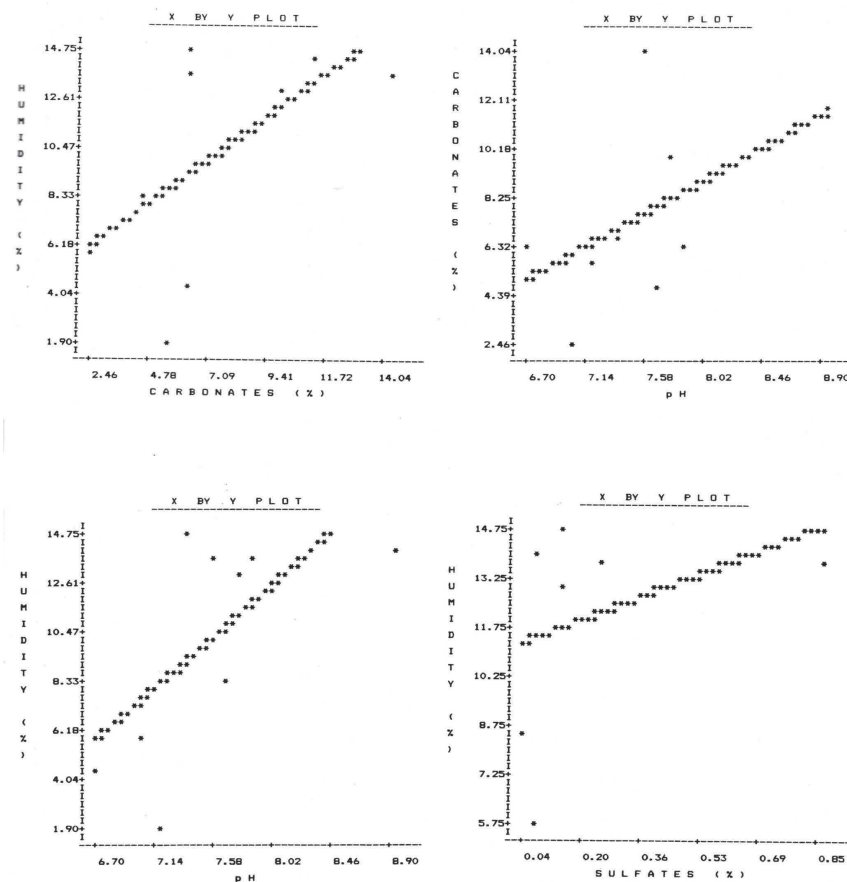 X BY Y PLOT
14.75
12.61
10.47
8.33
6.18
4.04
1.90
HUMIDITY (%)
2.46 4.78 7.09 9.41 11.72 14.04
CARBONATES (%)
X BY Y PLOT
14.04
12.11
10.18
8.25
6.32
4.39
2.46
CARBONATES (%)
6.70 7.14 7.58 8.02 8.46 8.90
pH
X BY Y PLOT
14.75
12.61
10.47
8.33
6.18
4.04
1.90
HUMIDITY (%)
6.70 7.14 7.58 8.02 8.46 8.90
pH
X BY Y PLOT
14.75
13.25
11.75
10.25
8.75
7.25
5.75
HUMIDITY (%)
0.04 0.20 0.36 0.53 0.69 0.85
SULFATES (%)